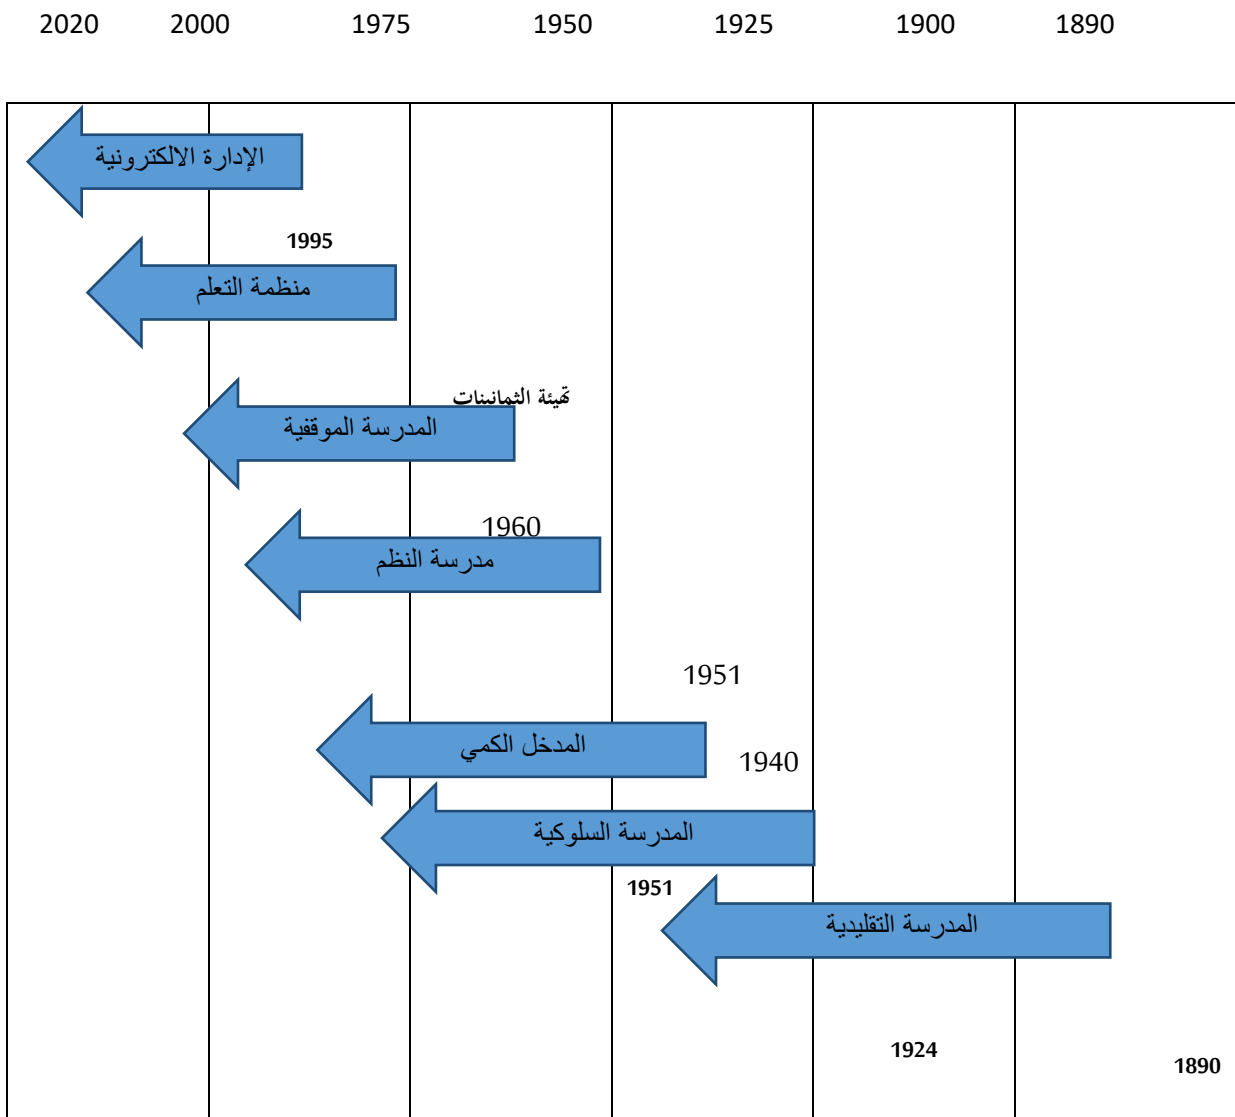 2020 2000 1975 1950 1925 1900 1890
الإدارة الالكترونية
1995
منظمة التعلم
تهيئة الثمانينات
المدرسة الموقفية
1960
مدرسة النظم
1951
المدخل الكمي
1940
المدرسة السلوكية
1951
المدرسة التقليدية
1924
1890